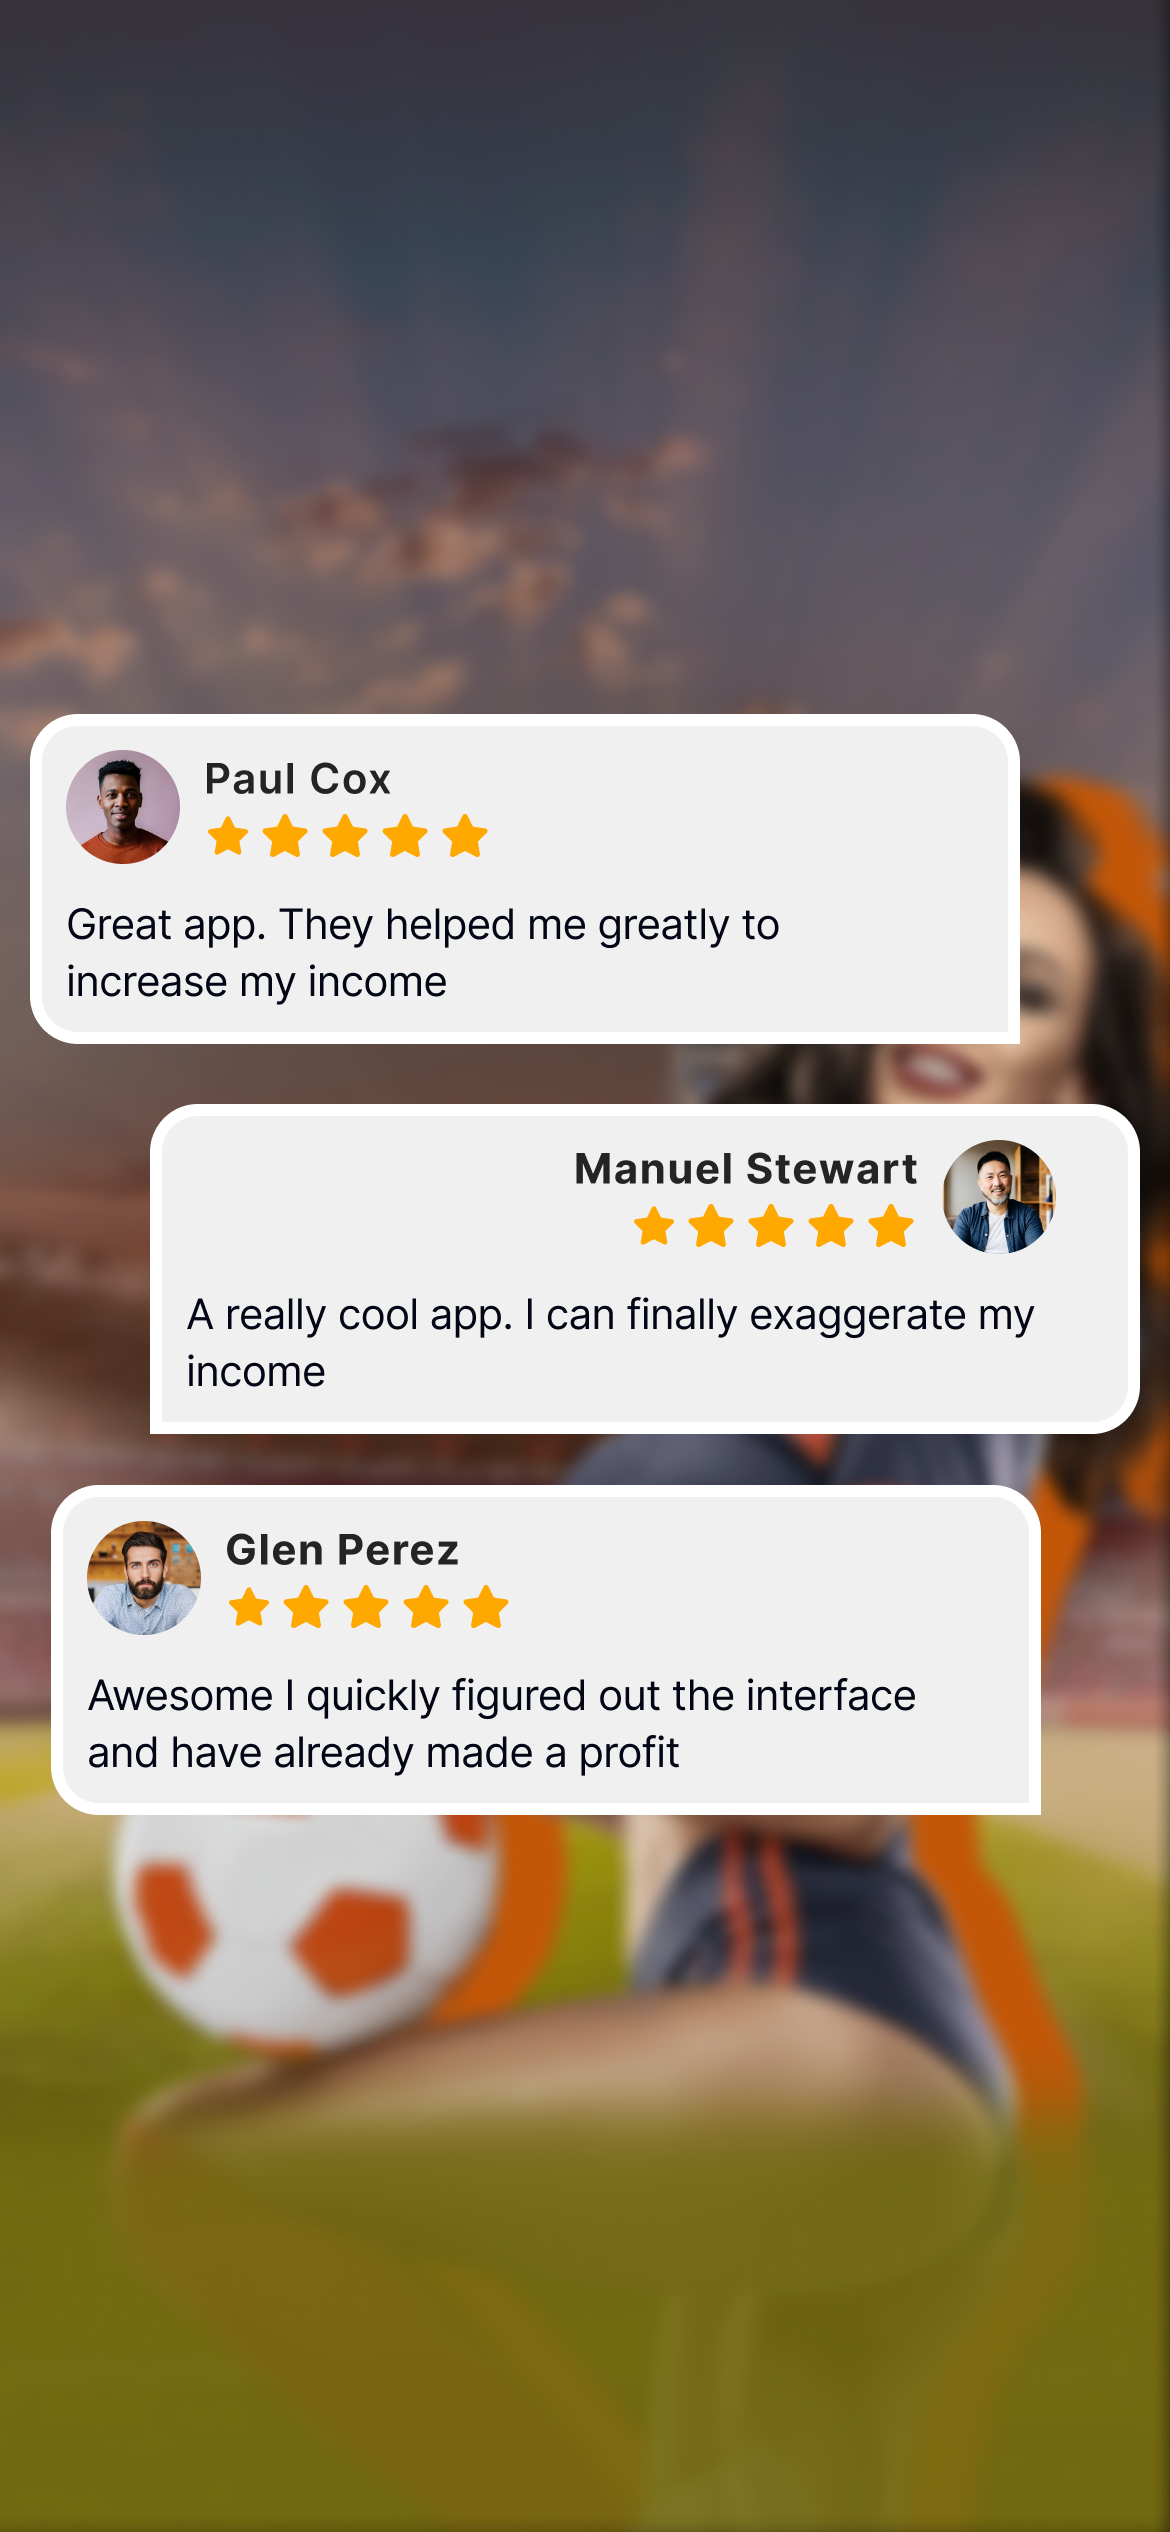 Paul Cox
Great app. They helped me greatly to
increase my income
Manuel Stewart
A really cool app. I can finally exaggerate my
income
Glen Perez
Awesome I quickly figured out the interface
and have already made a profit